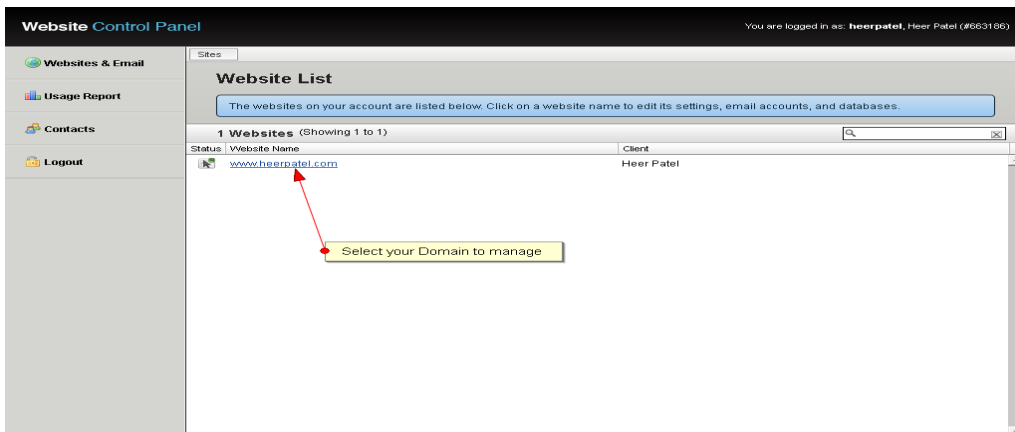 Website Control Panel
You are logged in as: heerpatel, Heer Patel (#663186)
Websites & Email
Usage Report
Contacts
Logout
Sites
Website List
The websites on your account are listed below. Click on a website name to edit its settings, email accounts, and databases.
1 Websites (Showing 1 to 1)
Status Website Name Client
www.heerpatel.com Heer Patel
Select your Domain to manage